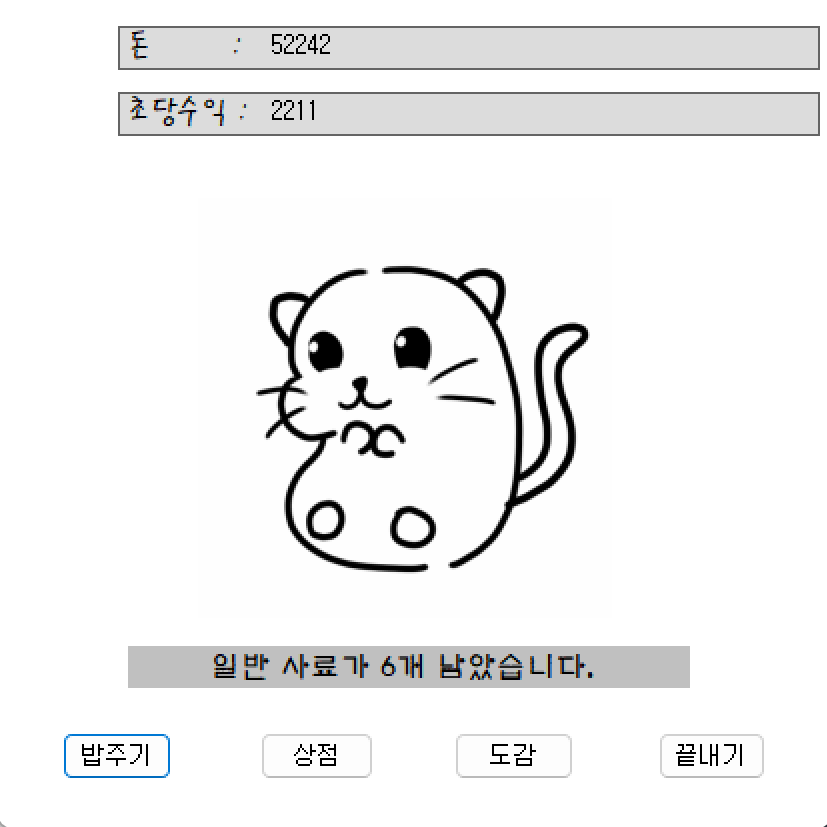 돈 : 52242
초당수익 : 2211
일반 사료가 6개 남았습니다.
밥주기 상점 도감 끝내기